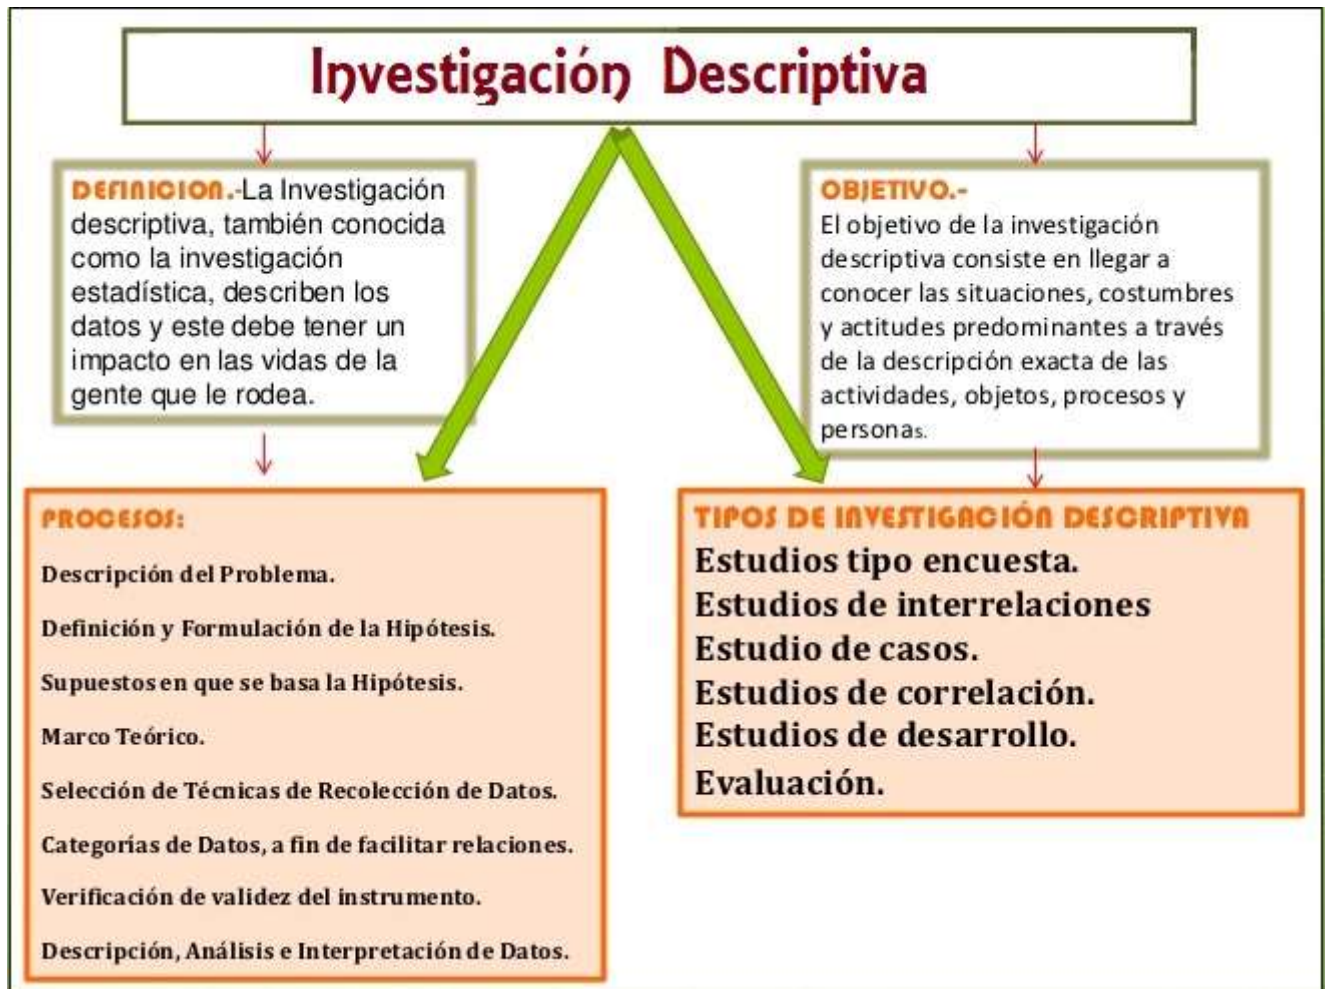 Investigación Descriptiva
DEFINICION.-La Investigación
descriptiva, también conocida
como la investigación
estadística, describen los
datos y este debe tener un
impacto en las vidas de la
gente que le rodea.
OBJETIVO.-
El objetivo de la investigación
descriptiva consiste en llegar a
conocer las situaciones, costumbres
y actitudes predominantes a través
de la descripción exacta de las
actividades, objetos, procesos y
personas.
PROCESOS:
Descripción del Problema.
Definición y Formulación de la Hipótesis.
Supuestos en que se basa la Hipótesis.
Marco Teórico.
Selección de Técnicas de Recolección de Datos.
Categorías de Datos, a fin de facilitar relaciones.
Verificación de validez del instrumento.
Descripción, Análisis e Interpretación de Datos.
TIPOS DE INVESTIGACIÓN DESCRIPTIVA
Estudios tipo encuesta.
Estudios de interrelaciones
Estudio de casos.
Estudios de correlación.
Estudios de desarrollo.
Evaluación.